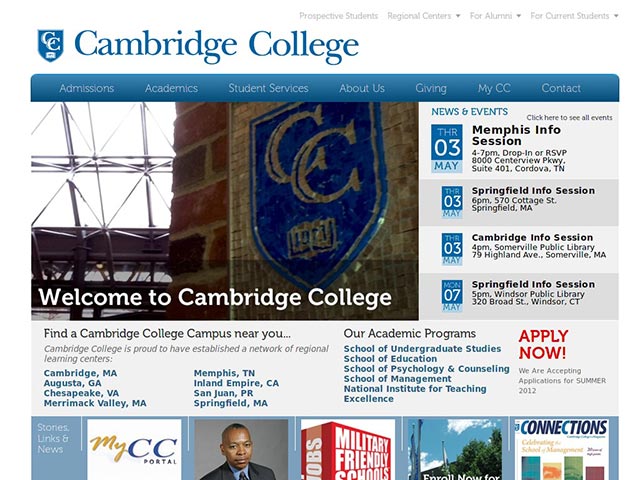 Prospective Students Regional Centers For Alumni For Current Students
CC Cambridge College
Admissions Academics Student Services About Us Giving My CC Contact
CC
Welcome to Cambridge College
NEWS & EVENTS
Click here to see all events
THR 03 MAY
Memphis Info Session
4-7pm, Drop-In or RSVP
8000 Centerview Pkwy,
Suite 401, Cordova, TN
THR 03 MAY
Springfield Info Session
6pm, 570 Cottage St.
Springfield, MA
THR 03 MAY
Cambridge Info Session
4pm, Somerville Public Library
79 Highland Ave., Somerville, MA
MON 07 MAY
Springfield Info Session
5pm, Windsor Public Library
320 Broad St., Windsor, CT
Find a Cambridge College Campus near you...
Cambridge College is proud to have established a network of regional
learning centers:
Cambridge, MA
Augusta, GA
Chesapeake, VA
Merrimack Valley, MA
Memphis, TN
Inland Empire, CA
San Juan, PR
Springfield, MA
Our Academic Programs
School of Undergraduate Studies
School of Education
School of Psychology & Counseling
School of Management
National Institute for Teaching
Excellence
APPLY
NOW!
We Are Accepting
Applications for SUMMER
2012
Stories,
Links &
News
MyCC
PORTAL
JOBS
MILITARY
FRIENDLY
SCHOOLS
Enroll Now for
CONNECTIONS
Celebrating the
School of Management